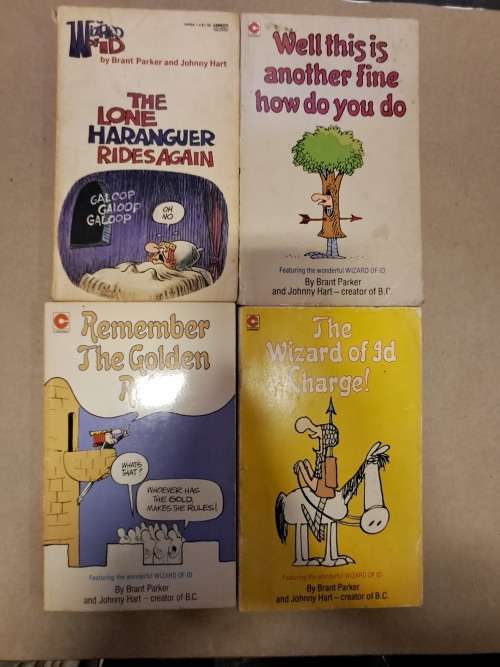 WIZARD
OF ID
by Brant Parker and Johnny Hart
THE
LONE
HARANGUER
RIDES AGAIN
GALOOP
GALOOP
GALOOP
OH
NO
Well this is
another fine
how do you do
Featuring the wonderful WIZARD OF ID
By Brant Parker
and Johnny Hart – creator of B.C.
Remember
The Golden
WHATS
THAT?
WHOEVER HAS
THE GOLD,
MAKES THE RULES!
Featuring the wonderful WIZARD OF ID
By Brant Parker
and Johnny Hart – creator of B.C.
The
Wizard of Id
Charge!
Featuring the wonderful WIZARD OF ID
By Brant Parker
and Johnny Hart – creator of B.C.